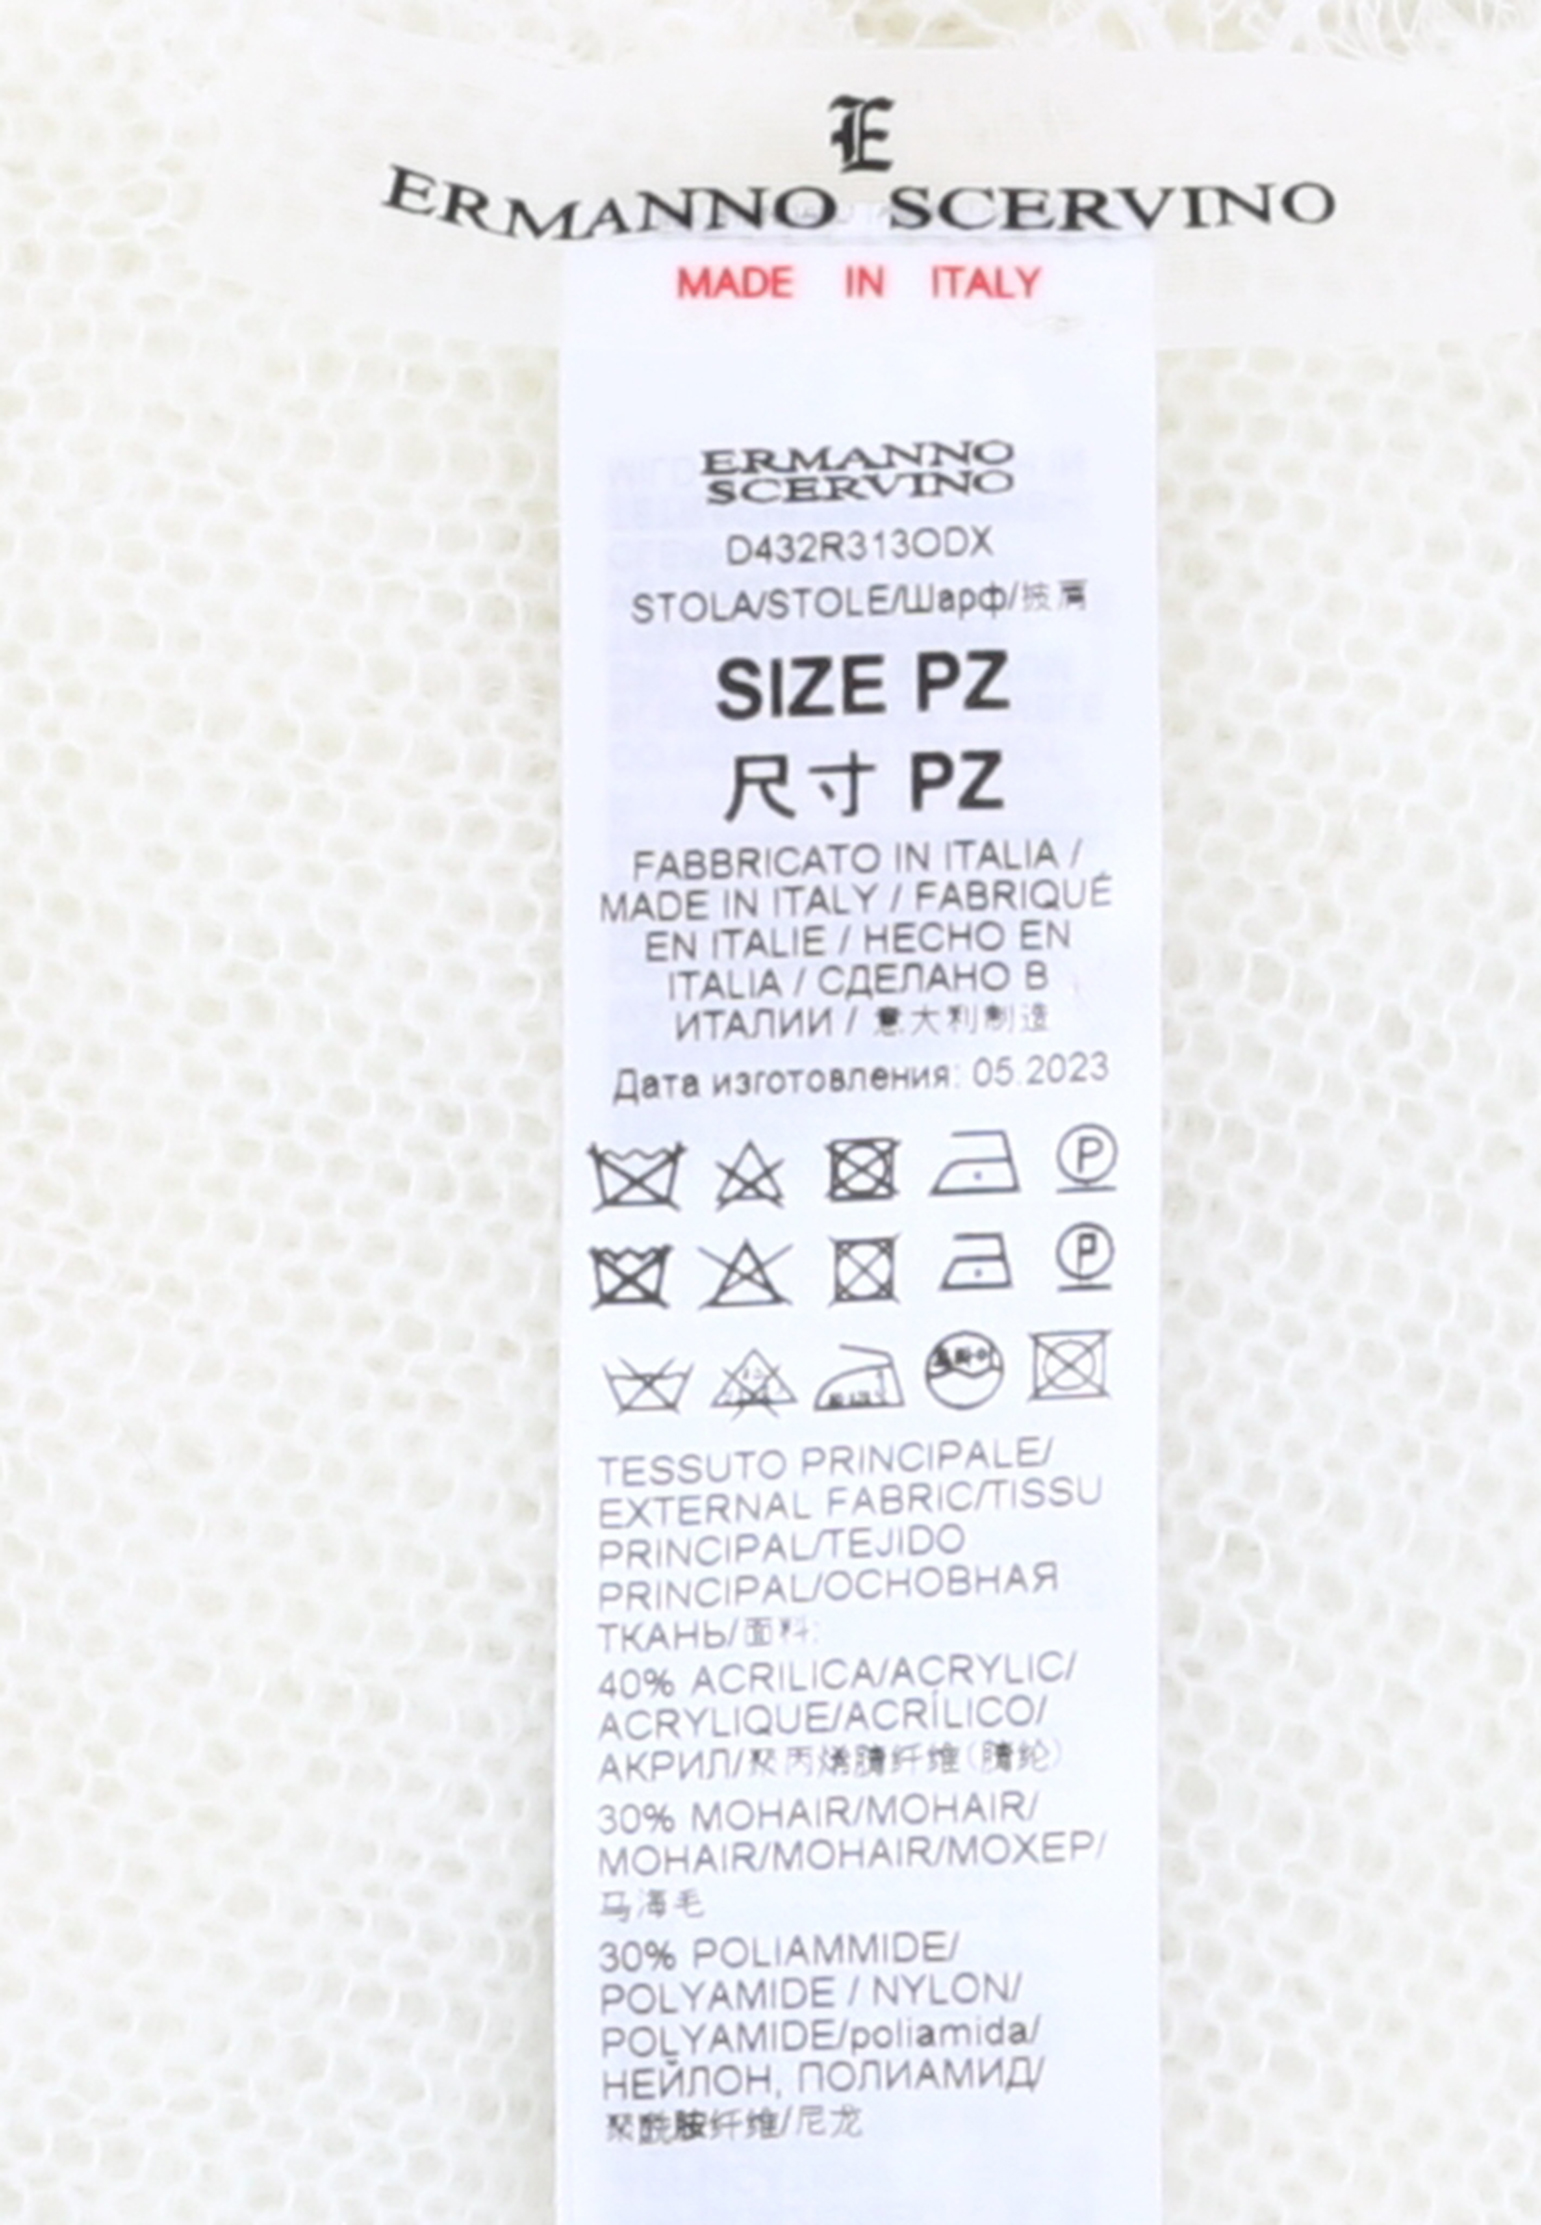 E
ERMANNO SCERVINO
MADE IN ITALY
ERMANNO
SCERVINO
D432R313ODX
STOLA/STOLE/Шарф/披肩
SIZE PZ
尺寸 PZ
FABBRICATO IN ITALIA /
MADE IN ITALY / FABRIQUÉ
EN ITALIE / HECHO EN
ITALIA / СДЕЛАНО В
ИТАЛИИ / 意大利制造
Дата изготовления: 05.2023
P
P
TESSUTO PRINCIPALE/
EXTERNAL FABRIC/TISSU
PRINCIPAL/TEJIDO
PRINCIPAL/ОСНОВНАЯ
ТКАНЬ/面料:
40% ACRILICA/ACRYLIC/
ACRYLIQUE/ACRÍLICO/
АКРИЛ/聚丙烯腈纤维(腈纶)
30% MOHAIR/MOHAIR/
MOHAIR/MOHAIR/МОХЕР/
马海毛
30% POLIAMMIDE/
POLYAMIDE / NYLON/
POLYAMIDE/poliamida/
НЕЙЛОН, ПОЛИАМИД/
聚酰胺纤维/尼龙